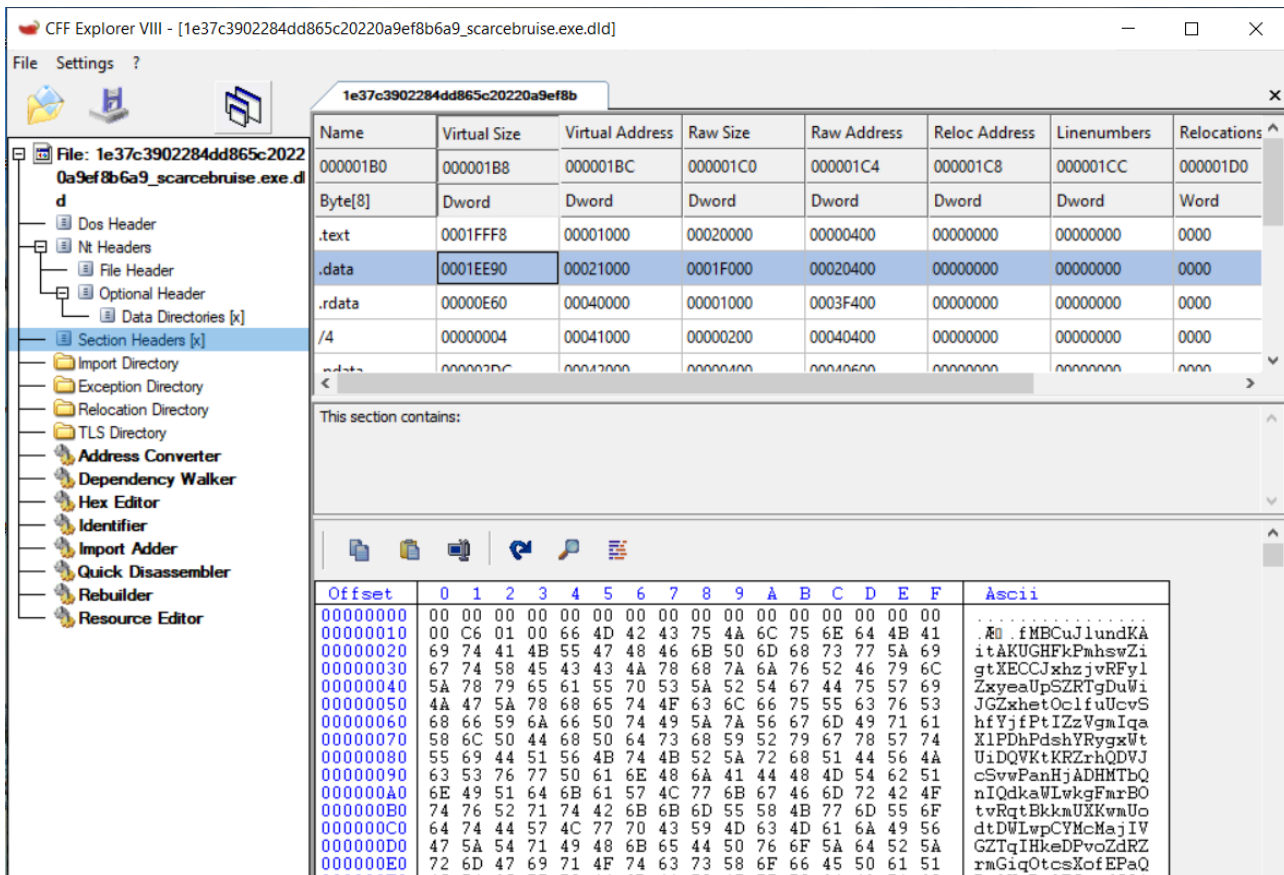 CFF Explorer VIII - [1e37c3902284dd865c20220a9ef8b6a9_scarcebruise.exe.dld]
File Settings ?
1e37c3902284dd865c20220a9ef8b
File: 1e37c3902284dd865c2022
0a9ef8b6a9_scarcebruise.exe.dl
d
Dos Header
Nt Headers
File Header
Optional Header
Data Directories [x]
Section Headers [x]
Import Directory
Exception Directory
Relocation Directory
TLS Directory
Address Converter
Dependency Walker
Hex Editor
Identifier
Import Adder
Quick Disassembler
Rebuilder
Resource Editor
Name Virtual Size Virtual Address Raw Size Raw Address Reloc Address Linenumbers Relocations
000001B0 000001B8 000001BC 000001C0 000001C4 000001C8 000001CC 000001D0
Byte[8] Dword Dword Dword Dword Dword Dword Word
.text 0001FFF8 00001000 00020000 00000400 00000000 00000000 0000
.data 0001EE90 00021000 0001F000 00020400 00000000 00000000 0000
.rdata 00000E60 00040000 00001000 0003F400 00000000 00000000 0000
/4 00000004 00041000 00000200 00040400 00000000 00000000 0000
This section contains:
Offset 0 1 2 3 4 5 6 7 8 9 A B C D E F Ascii
00000000 00 00 00 00 00 00 00 00 00 00 00 00 00 00 00 00 ................
00000010 00 C6 01 00 66 4D 42 43 75 4A 6C 75 6E 64 4B 41 .Æ▯.fMBCuJlundKA
00000020 69 74 41 4B 55 47 48 46 6B 50 6D 68 73 77 5A 69 itAKUGHFkPmhswZi
00000030 67 74 58 45 43 43 4A 78 68 7A 6A 76 52 46 79 6C gtXECCJxhzjvRFyl
00000040 5A 78 79 65 61 55 70 53 5A 52 54 67 44 75 57 69 ZxyeaUpSZRTgDuWi
00000050 4A 47 5A 78 68 65 74 4F 63 6C 66 75 55 63 76 53 JGZxhetOclfuUcvS
00000060 68 66 59 6A 66 50 74 49 5A 7A 56 67 6D 49 71 61 hfYjfPtIZzVgmIqa
00000070 58 6C 50 44 68 50 64 73 68 59 52 79 67 78 57 74 XlPDhPdshYRygxWt
00000080 55 69 44 51 56 4B 74 4B 52 5A 72 68 51 44 56 4A UiDQVKtKRZrhQDVJ
00000090 63 53 76 77 50 61 6E 48 6A 41 44 48 4D 54 62 51 cSvwPanHjADHMTbQ
000000A0 6E 49 51 64 6B 61 57 4C 77 6B 67 46 6D 72 42 4F nIQdkaWLwkgFmrBO
000000B0 74 76 52 71 74 42 6B 6B 6D 55 58 4B 77 6D 55 6F tvRqtBkkmUXKwmUo
000000C0 64 74 44 57 4C 77 70 43 59 4D 63 4D 61 6A 49 56 dtDWLwpCYMcMajIV
000000D0 47 5A 54 71 49 48 6B 65 44 50 76 6F 5A 64 52 5A GZTqIHkeDPvoZdRZ
000000E0 72 6D 47 69 71 4F 74 63 73 58 6F 66 45 50 61 51 rmGiqOtcsXofEPaQ